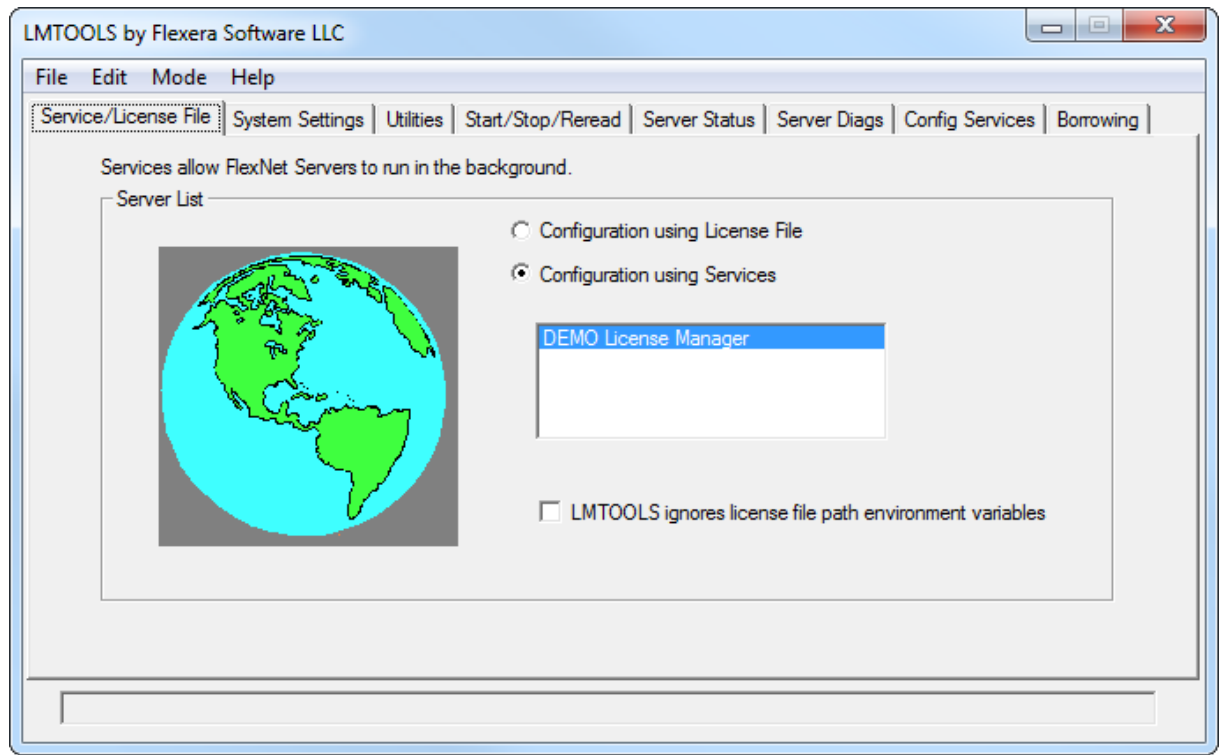 LMTOOLS by Flexera Software LLC
File Edit Mode Help
Service/License File System Settings Utilities Start/Stop/Reread Server Status Server Diags Config Services Borrowing
Services allow FlexNet Servers to run in the background.
Server List
Configuration using License File
Configuration using Services
DEMO License Manager
LMTOOLS ignores license file path environment variables